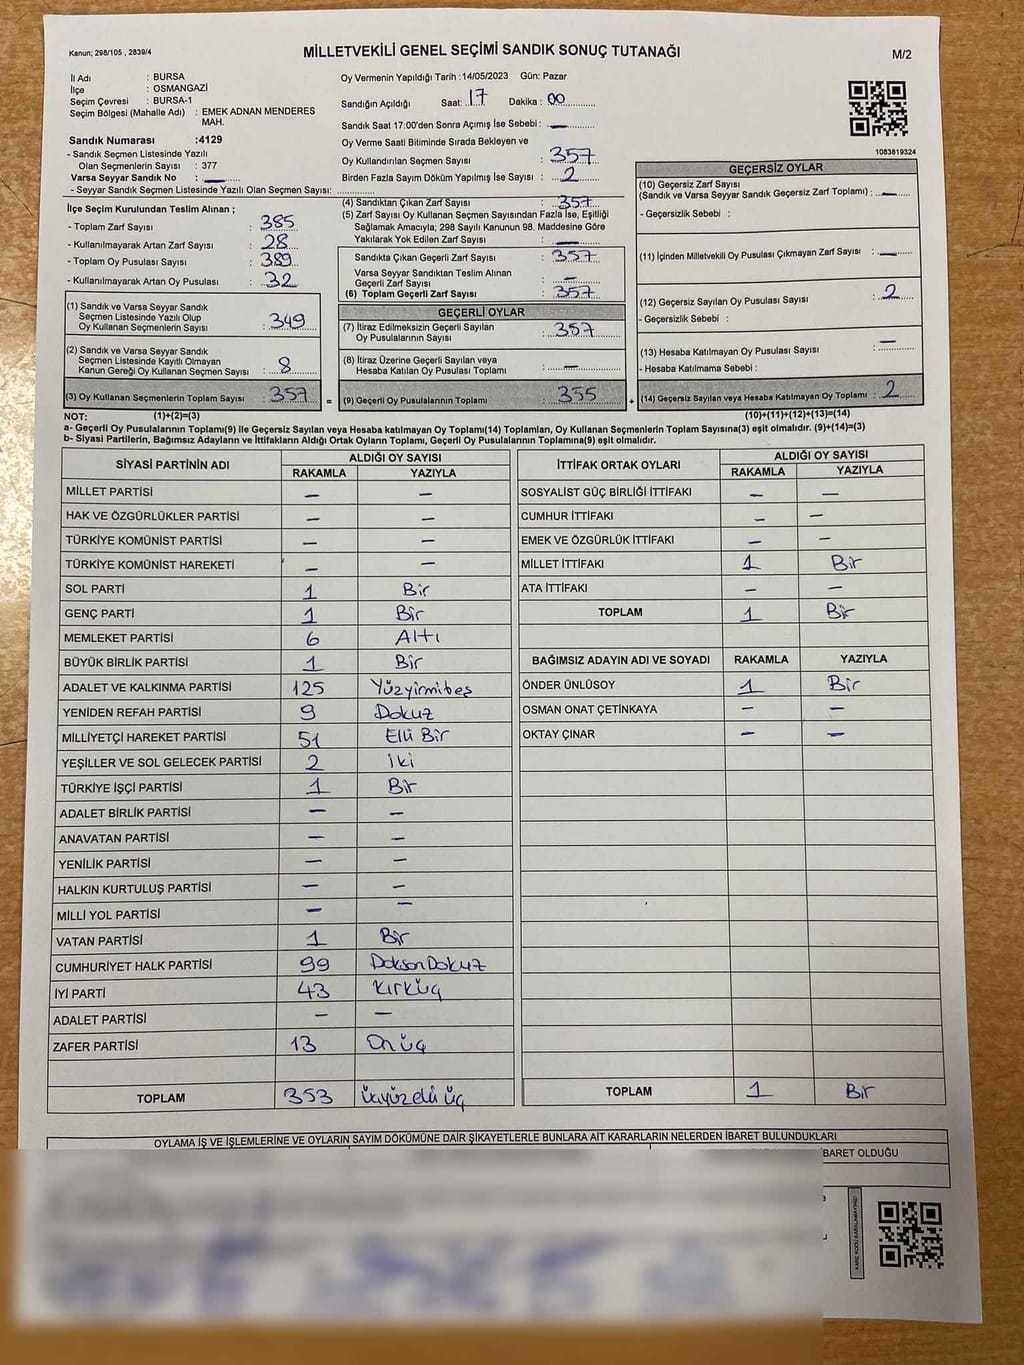 Kanun; 298/105 , 2839/4
MİLLETVEKİLİ GENEL SEÇİMİ SANDIK SONUÇ TUTANAĞI
M/2
İl Adı : BURSA
İlçe : OSMANGAZİ
Seçim Çevresi : BURSA-1
Seçim Bölgesi (Mahalle Adı) : EMEK ADNAN MENDERES
MAH.
Sandık Numarası :4129
- Sandık Seçmen Listesinde Yazılı
Olan Seçmenlerin Sayısı : 377
Varsa Seyyar Sandık No : —
- Seyyar Sandık Seçmen Listesinde Yazılı Olan Seçmen Sayısı:
Oy Vermenin Yapıldığı Tarih :14/05/2023 Gün: Pazar
Sandığın Açıldığı Saat: 17 Dakika : 00
Sandık Saat 17:00'den Sonra Açımış İse Sebebi : —
Oy Verme Saati Bitiminde Sırada Bekleyen ve
Oy Kullandırılan Seçmen Sayısı : 357
Birden Fazla Sayım Döküm Yapılmış İse Sayısı : 2
1083819324
İlçe Seçim Kurulundan Teslim Alınan ;
- Toplam Zarf Sayısı : 385
- Kullanılmayarak Artan Zarf Sayısı : 28
- Toplam Oy Pusulası Sayısı : 389
- Kullanılmayarak Artan Oy Pusulası : 32
(1) Sandık ve Varsa Seyyar Sandık
Seçmen Listesinde Yazılı Olup
Oy Kullanan Seçmenlerin Sayısı : 349
(2) Sandık ve Varsa Seyyar Sandık
Seçmen Listesinde Kayıtlı Olmayan
Kanun Gereği Oy Kullanan Seçmen Sayısı : 8
(3) Oy Kullanan Seçmenlerin Toplam Sayısı : 357 =
(4) Sandıktan Çıkan Zarf Sayısı : 357
(5) Zarf Sayısı Oy Kullanan Seçmen Sayısından Fazla İse, Eşitliği
Sağlamak Amacıyla; 298 Sayılı Kanunun 98. Maddesine Göre
Yakılarak Yok Edilen Zarf Sayısı : —
Sandıkta Çıkan Geçerli Zarf Sayısı : 357
Varsa Seyyar Sandıktan Teslim Alınan
Geçerli Zarf Sayısı : —
(6) Toplam Geçerli Zarf Sayısı : 357
GEÇERLİ OYLAR
(7) İtiraz Edilmeksizin Geçerli Sayılan
Oy Pusulalarının Sayısı : 357
(8) İtiraz Üzerine Geçerli Sayılan veya
Hesaba Katılan Oy Pusulası Toplamı : —
(9) Geçerli Oy Pusulalarının Toplamı : 355 +
GEÇERSİZ OYLAR
(10) Geçersiz Zarf Sayısı
(Sandık ve Varsa Seyyar Sandık Geçersiz Zarf Toplamı) : —
- Geçersizlik Sebebi :
(11) İçinden Milletvekili Oy Pusulası Çıkmayan Zarf Sayısı : —
(12) Geçersiz Sayılan Oy Pusulası Sayısı : 2
- Geçersizlik Sebebi :
(13) Hesaba Katılmayan Oy Pusulası Sayısı : —
- Hesaba Katılmama Sebebi :
(14) Geçersiz Sayılan veya Hesaba Katılmayan Oy Toplamı : 2
NOT: (1)+(2)=(3) (10)+(11)+(12)+(13)=(14)
a- Geçerli Oy Pusulalarının Toplamı(9) ile Geçersiz Sayılan veya Hesaba katılmayan Oy Toplamı(14) Toplamları, Oy Kullanan Seçmenlerin Toplam Sayısına(3) eşit olmalıdır. (9)+(14)=(3)
b- Siyasi Partilerin, Bağımsız Adayların ve İttifakların Aldığı Ortak Oyların Toplamı, Geçerli Oy Pusulalarının Toplamına(9) eşit olmalıdır.
SİYASİ PARTİNİN ADI ALDIĞI OY SAYISI
RAKAMLA YAZIYLA
MİLLET PARTİSİ — —
HAK VE ÖZGÜRLÜKLER PARTİSİ — —
TÜRKİYE KOMÜNİST PARTİSİ — —
TÜRKİYE KOMÜNİST HAREKETİ — —
SOL PARTİ 1 Bir
GENÇ PARTİ 1 Bir
MEMLEKET PARTİSİ 6 Altı
BÜYÜK BİRLİK PARTİSİ 1 Bir
ADALET VE KALKINMA PARTİSİ 125 Yüzyirmibeş
YENİDEN REFAH PARTİSİ 9 Dokuz
MİLLİYETÇİ HAREKET PARTİSİ 51 Elli Bir
YEŞİLLER VE SOL GELECEK PARTİSİ 2 iki
TÜRKİYE İŞÇİ PARTİSİ 1 Bir
ADALET BİRLİK PARTİSİ — —
ANAVATAN PARTİSİ — —
YENİLİK PARTİSİ — —
HALKIN KURTULUŞ PARTİSİ — —
MİLLİ YOL PARTİSİ — —
VATAN PARTİSİ 1 Bir
CUMHURİYET HALK PARTİSİ 99 DoksanDokuz
İYİ PARTİ 43 Kırküç
ADALET PARTİSİ — —
ZAFER PARTİSİ 13 Onüç
TOPLAM 353 üçyüzelli üç
İTTİFAK ORTAK OYLARI ALDIĞI OY SAYISI
RAKAMLA YAZIYLA
SOSYALİST GÜÇ BİRLİĞİ İTTİFAKI — —
CUMHUR İTTİFAKI — —
EMEK VE ÖZGÜRLÜK İTTİFAKI — —
MİLLET İTTİFAKI 1 Bir
ATA İTTİFAKI — —
TOPLAM 1 Bir
BAĞIMSIZ ADAYIN ADI VE SOYADI RAKAMLA YAZIYLA
ÖNDER ÜNLÜSOY 1 Bir
OSMAN ONAT ÇETİNKAYA — —
OKTAY ÇINAR — —
TOPLAM 1 Bir
OYLAMA İŞ VE İŞLEMLERİNE VE OYLARIN SAYIM DÖKÜMÜNE DAİR ŞİKAYETLERLE BUNLARA AİT KARARLARIN NELERDEN İBARET BULUNDUKLARI
İBARET OLDUĞU
KARE KODU KARALAMAYINIZ!